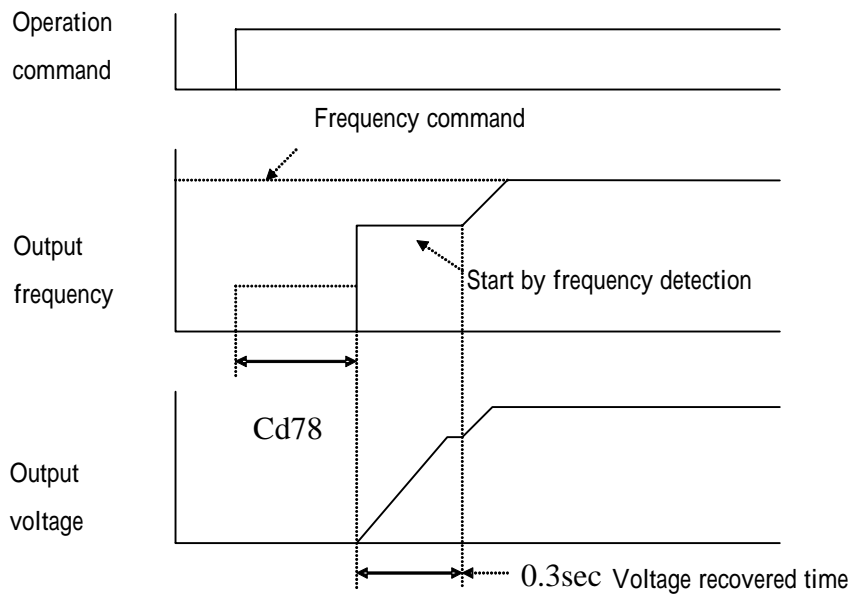 Operation
command
Frequency command
Output
frequency
Start by frequency detection
Cd78
Output
voltage
0.3sec Voltage recovered time